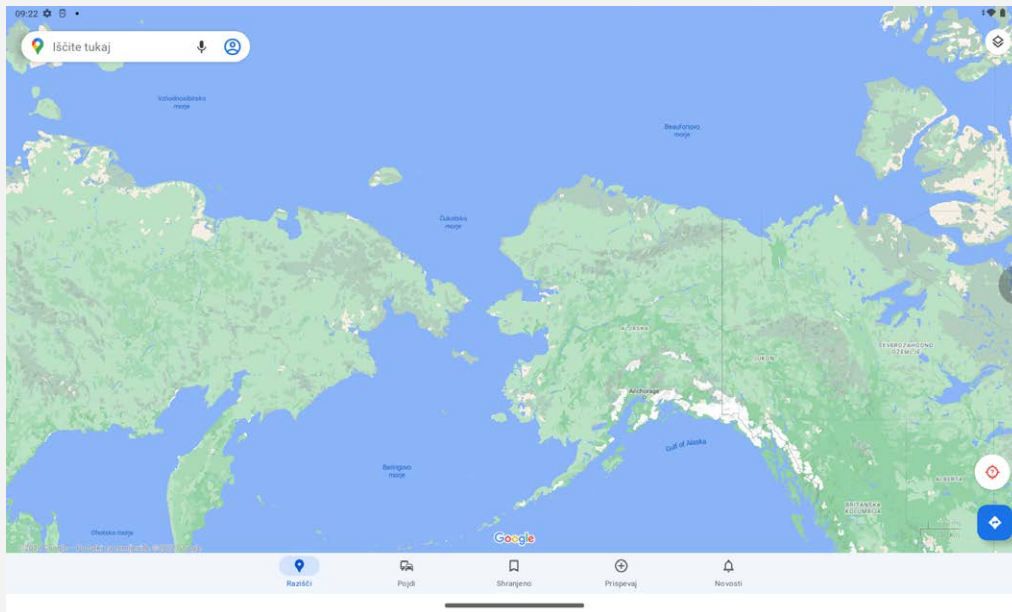 09:22
Iščite tukaj
Vzhodnosibirsko
morje
Beaufortovo
morje
Čukotsko
morje
ALJASKA
JUKON
SEVEROZAHODNO
OZEMLJE
Anchorage
Gulf of Alaska
Beringovo
morje
ALBERTA
BRITANSKA
KOLUMBIJA
Ohotsko morje
Google
Razišči
Pojdi
Shranjeno
Prispevaj
Novosti